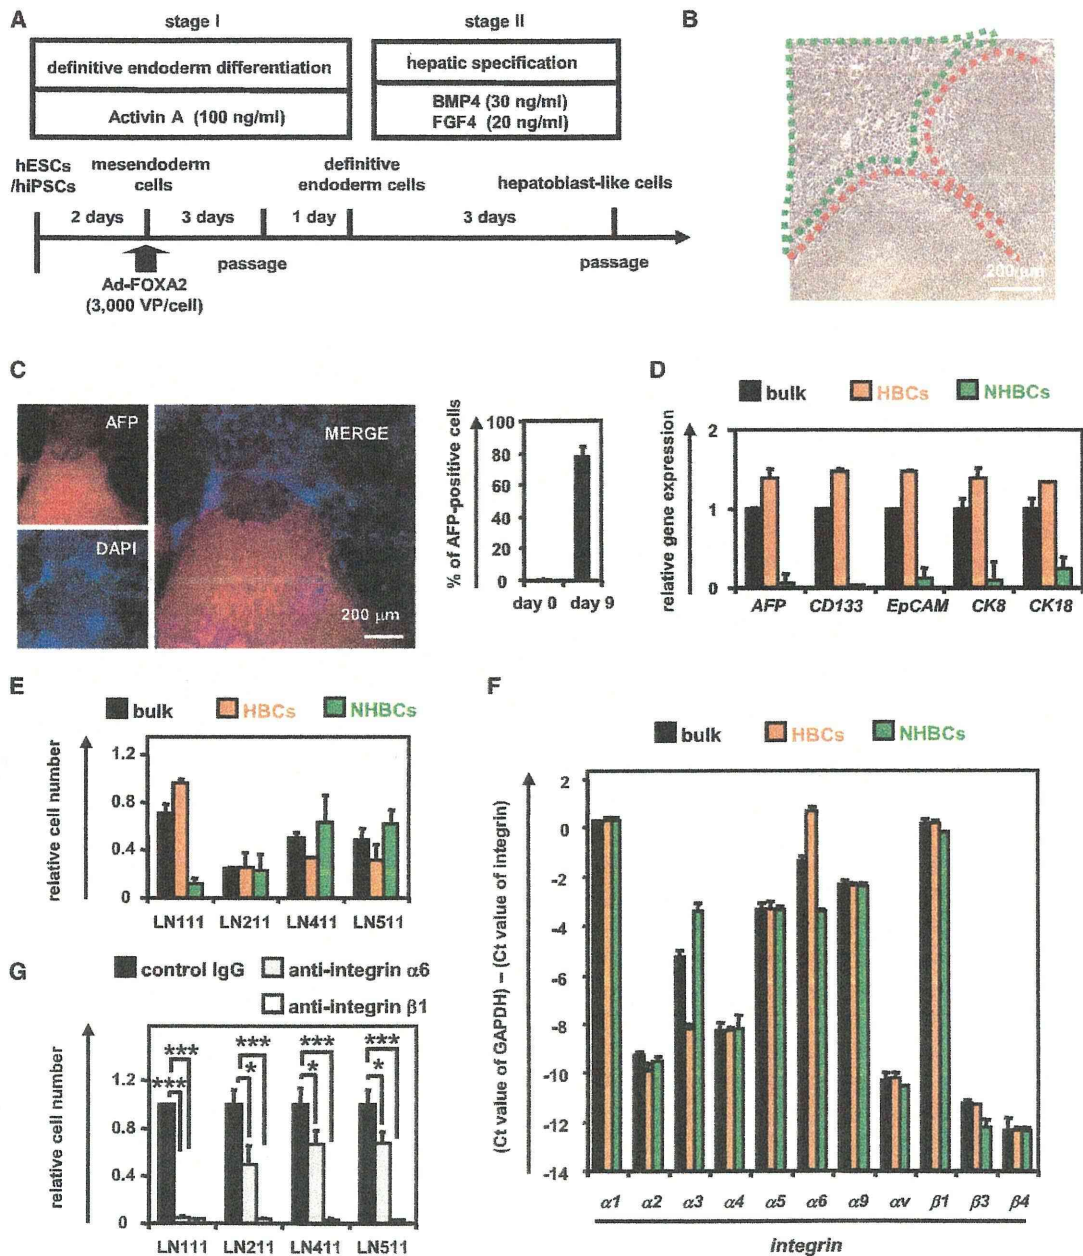 A
stage I
stage II
definitive endoderm differentiation
hepatic specification
Activin A (100 ng/ml)
BMP4 (30 ng/ml)
FGF4 (20 ng/ml)
hESCs
/hiPSCs
mesendoderm
cells
definitive
endoderm cells
hepatoblast-like cells
2 days
3 days
1 day
3 days
passage
passage
Ad-FOXA2
(3,000 VP/cell)
B
200 μm
C
AFP
DAPI
MERGE
200 μm
% of AFP-positive cells
100
80
60
40
20
0
day 0
day 9
D
bulk
HBCs
NHBCs
relative gene expression
2
1
0
AFP
CD133
EpCAM
CK8
CK18
E
bulk
HBCs
NHBCs
relative cell number
1.2
0.8
0.4
0
LN111
LN211
LN411
LN511
F
bulk
HBCs
NHBCs
(Ct value of GAPDH) – (Ct value of integrin)
2
0
-2
-4
-6
-8
-10
-12
-14
α1
α2
α3
α4
α5
α6
α9
αv
β1
β3
β4
integrin
G
control IgG
anti-integrin α6
anti-integrin β1
relative cell number
1.2
0.8
0.4
0
***
***
***
*
***
*
***
*
LN111
LN211
LN411
LN511